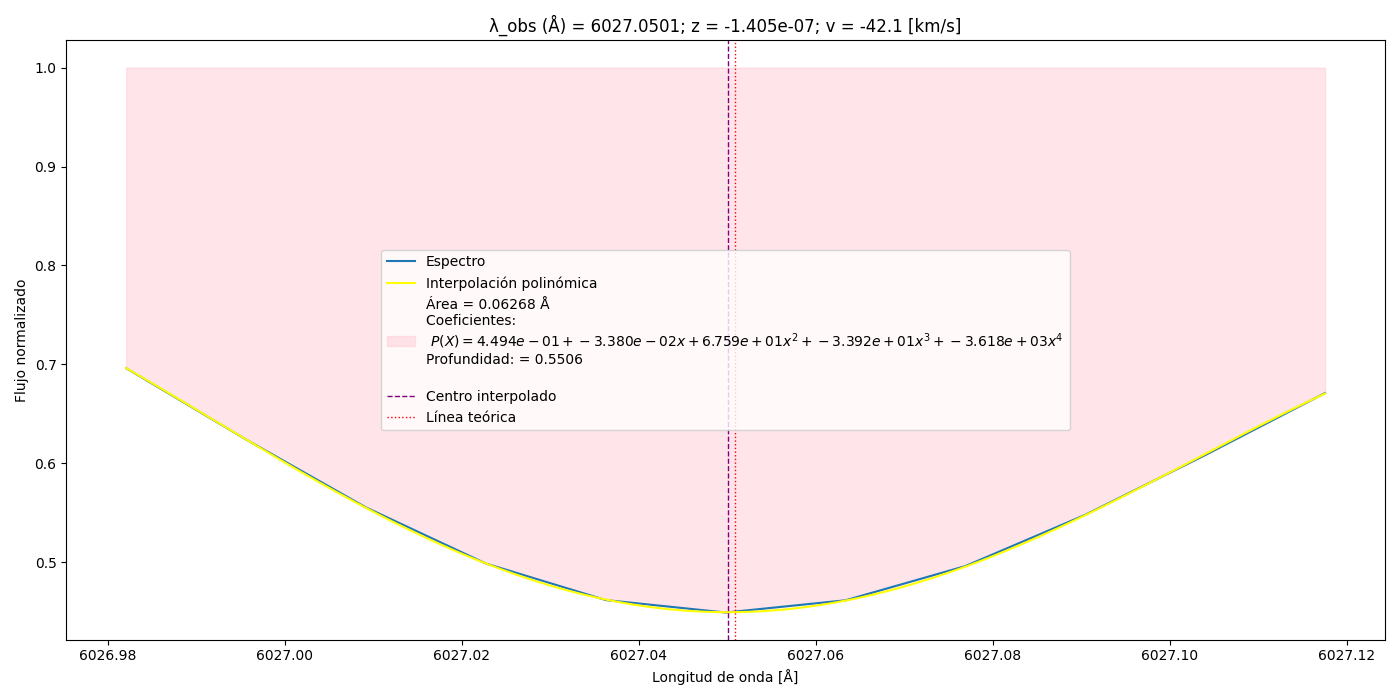 λ_obs (Å) = 6027.0501; z = -1.405e-07; v = -42.1 [km/s]
1.0
0.9
0.8
0.7
0.6
0.5
Flujo normalizado
Espectro
Interpolación polinómica
Área = 0.06268 Å
Coeficientes:
P(X) = 4.494e − 01 + −3.380e − 02x + 6.759e + 01x² + −3.392e + 01x³ + −3.618e + 03x⁴
Profundidad: = 0.5506
Centro interpolado
Línea teórica
6026.98 6027.00 6027.02 6027.04 6027.06 6027.08 6027.10 6027.12
Longitud de onda [Å]